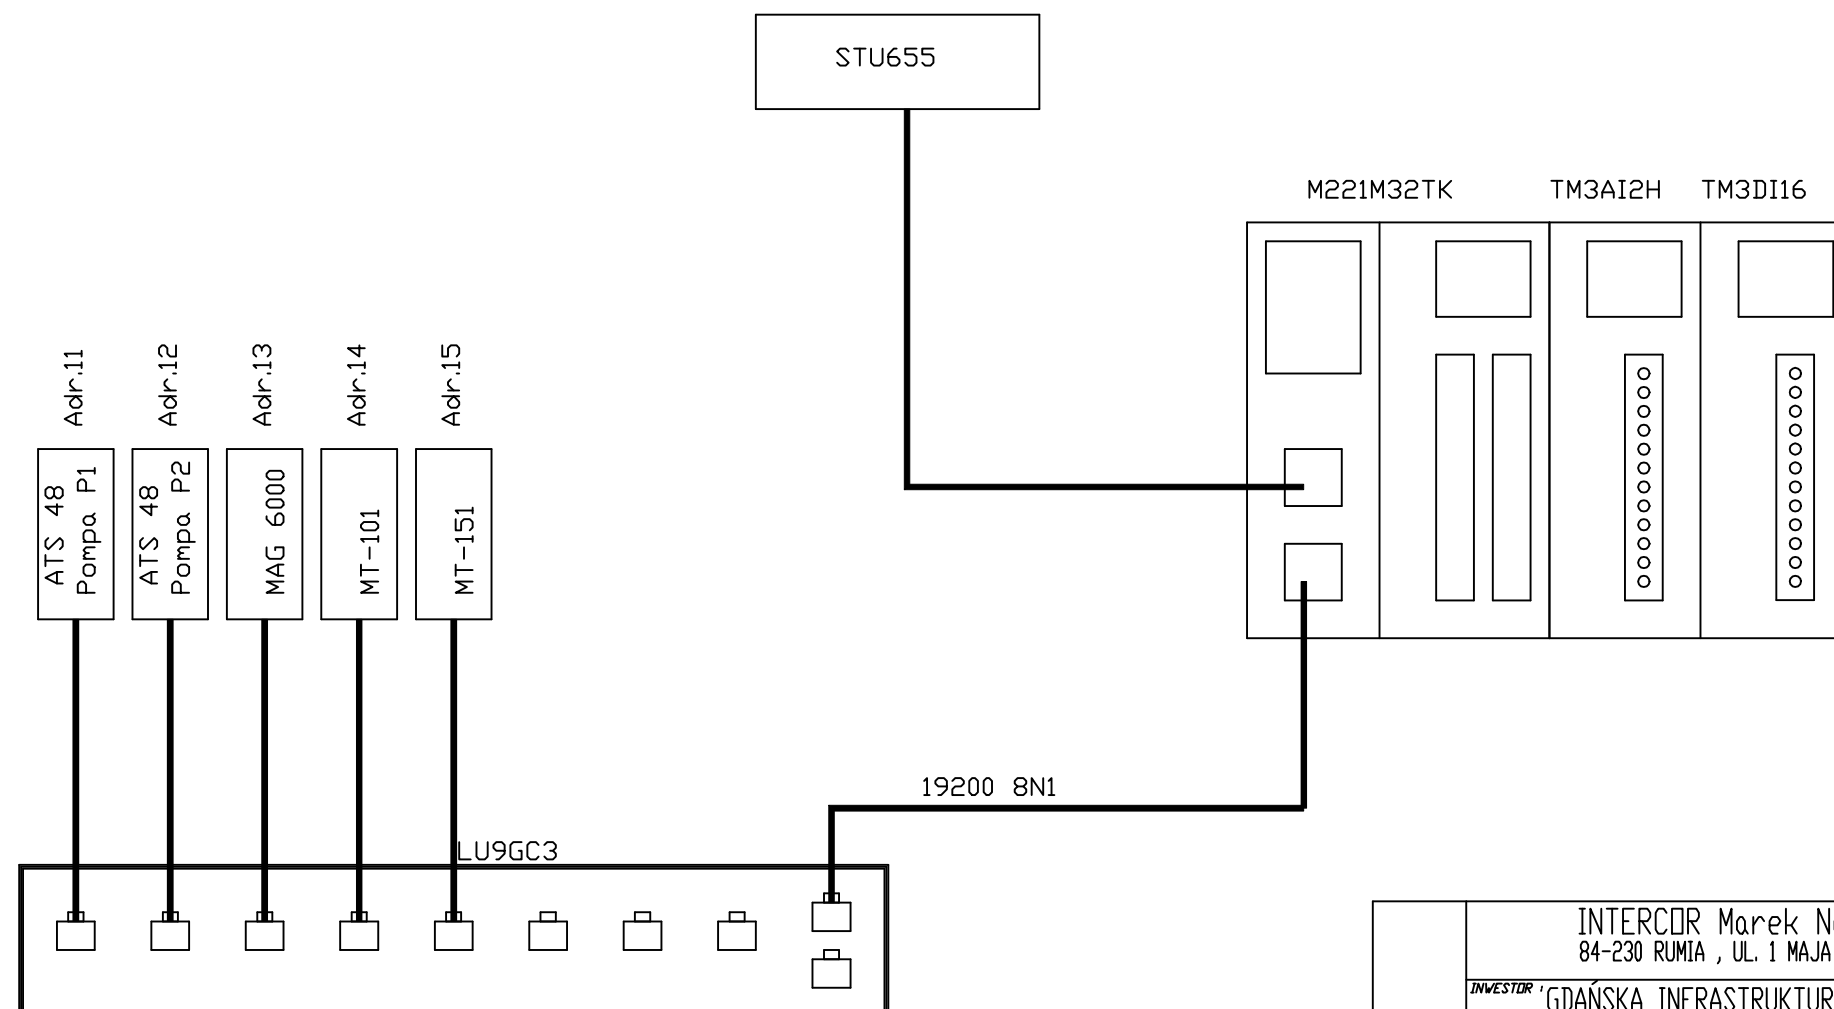 STU655
M221M32TK TM3AI2H TM3DI16
Adr.11
Adr.12
Adr.13
Adr.14
Adr.15
ATS 48
Pompa P1
ATS 48
Pompa P2
MAG 6000
MT-101
MT-151
19200 8N1
LU9GC3
INTERCOR Marek
84-230 RUMIA , UL. 1 MAJA
INWESTOR '
GDAŃSKA